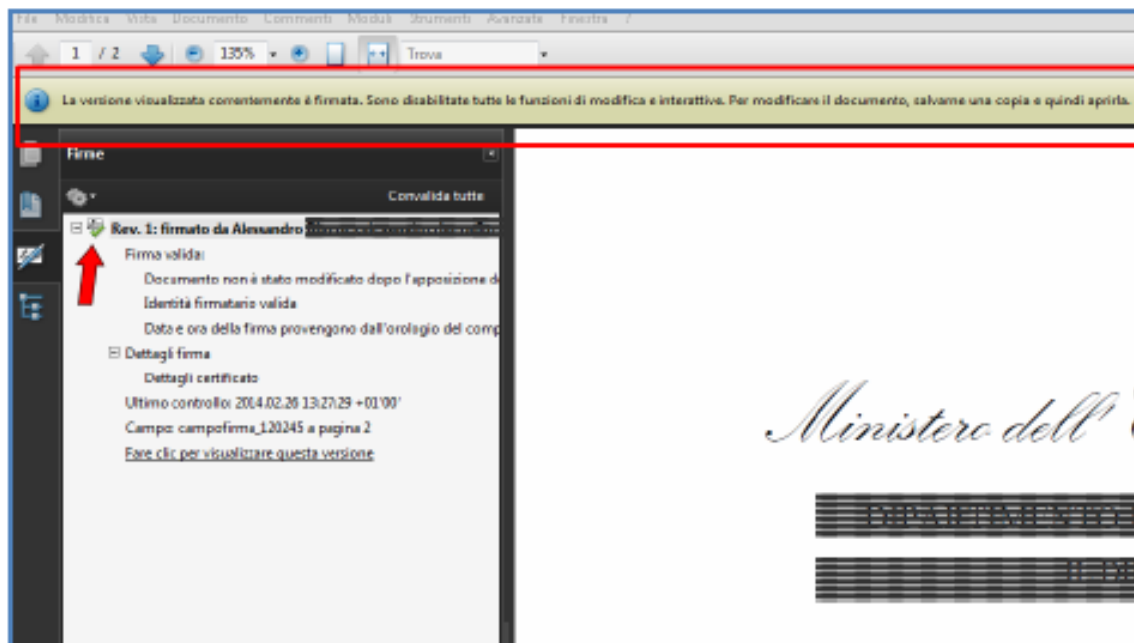 File Modifica Vista Documento Commenti Moduli Strumenti Avanzate Finestra ?
1 / 2 135% Trova
La versione visualizzata correntemente è firmata. Sono disabilitate tutte le funzioni di modifica e interattive. Per modificare il documento, salvarne una copia e quindi aprirla.
Firme
Convalida tutte
Rev. 1: firmato da Alessandro
Firma valida:
Documento non è stato modificato dopo l'apposizione de
Identità firmatario valida
Data e ora della firma provengono dall'orologio del comp
Dettagli firma
Dettagli certificato
Ultimo controllo: 2014.02.26 13:27:29 +01'00'
Campo: campofirma_120245 a pagina 2
Fare clic per visualizzare questa versione
Ministero dell'